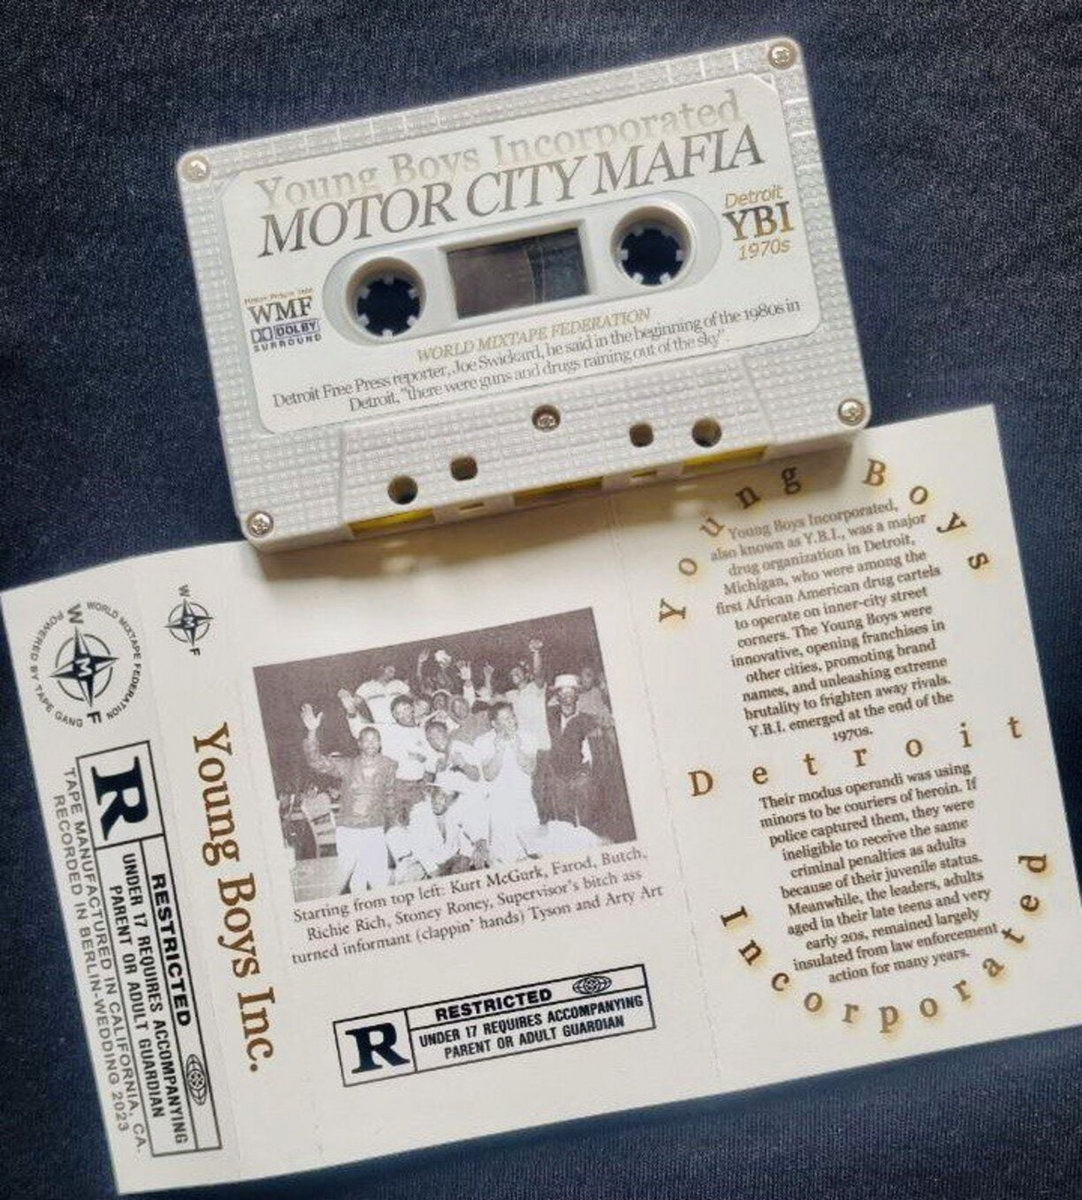 Young Boys Incorporated
MOTOR CITY MAFIA
Detroit
YBI
1970s
WMF
DOLBY
SURROUND
WORLD MIXTAPE FEDERATION
Detroit Free Press reporter, Joe Swickard, he said in the beginning of the 1980s in
Detroit, "there were guns and drugs raining out of the sky".
WORLD MIXTAPE FEDERATION
POWERED BY TAPE GANG
W
M
F
R
RESTRICTED
UNDER 17 REQUIRES ACCOMPANYING
PARENT OR ADULT GUARDIAN
TAPE MANUFACTURED IN CALIFORNIA, CA.
RECORDED IN BERLIN-WEDDING 2023
W
M
F
Young Boys Inc.
Starting from top left: Kurt McGurk, Farod, Butch,
Richie Rich, Stoney Roney, Supervisor's bitch ass
turned informant (clappin' hands) Tyson and Arty Art
R
RESTRICTED
UNDER 17 REQUIRES ACCOMPANYING
PARENT OR ADULT GUARDIAN
Young Boys
Young Boys Incorporated,
also known as Y.B.I., was a major
drug organization in Detroit,
Michigan, who were among the
first African American drug cartels
to operate on inner-city street
corners. The Young Boys were
innovative, opening franchises in
other cities, promoting brand
names, and unleashing extreme
brutality to frighten away rivals.
Y.B.I. emerged at the end of the
1970s.
Detroit
Their modus operandi was using
minors to be couriers of heroin. If
police captured them, they were
ineligible to receive the same
criminal penalties as adults
because of their juvenile status.
Meanwhile, the leaders, adults
aged in their late teens and very
early 20s, remained largely
insulated from law enforcement
action for many years.
Incorporated